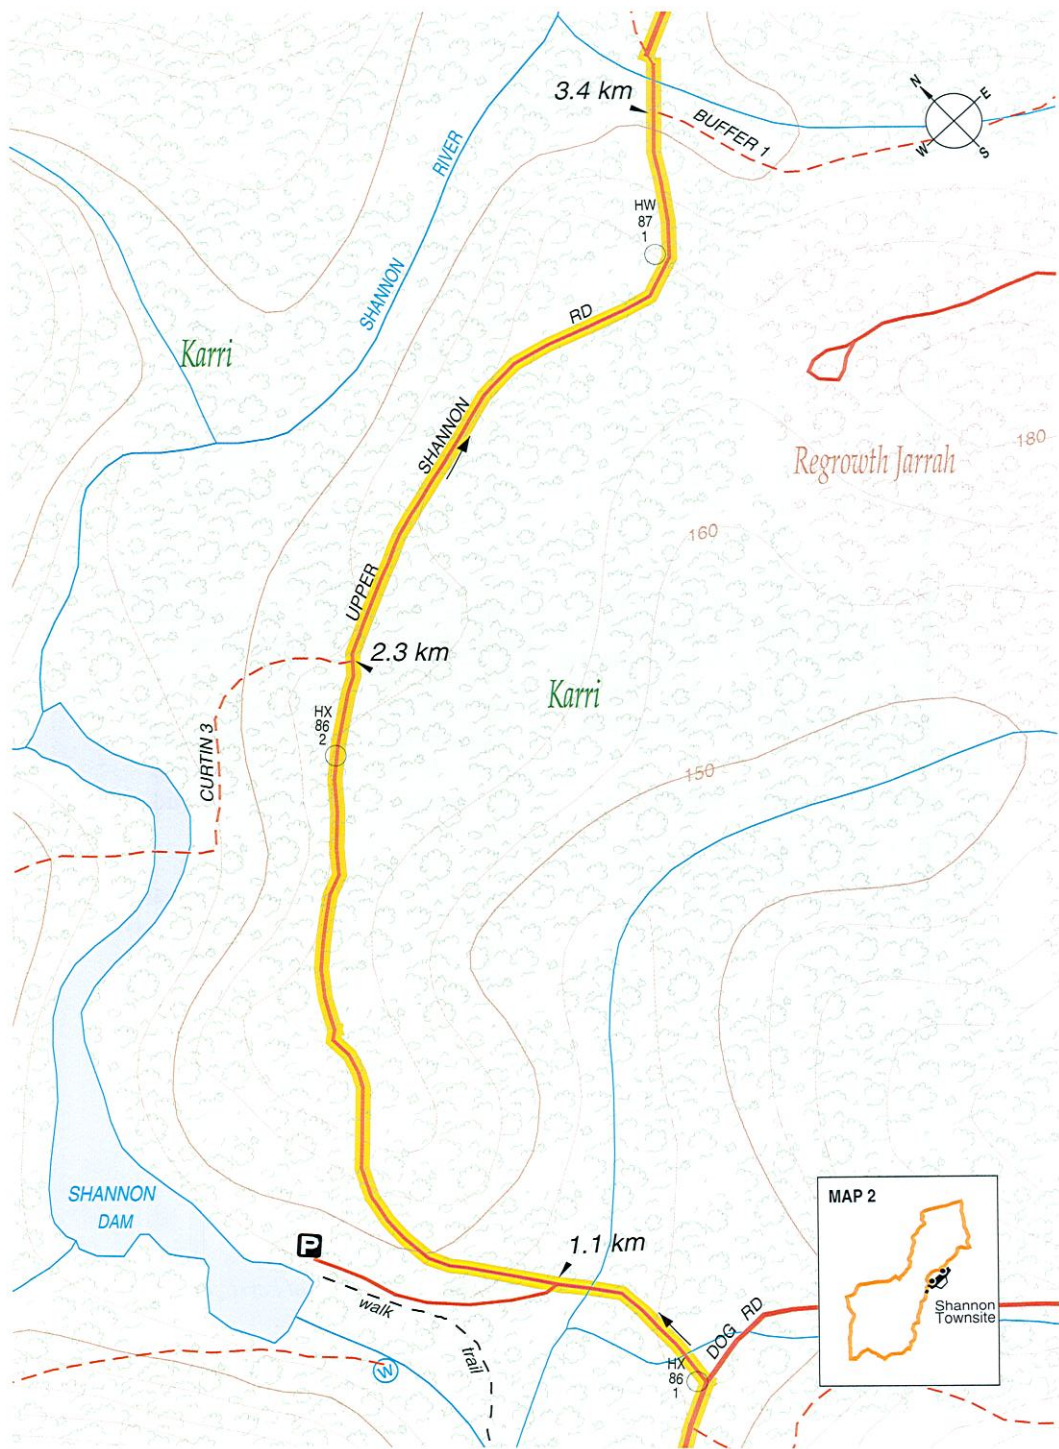 3.4 km
BUFFER 1
N
E
W
S
RIVER
SHANNON
HW
87
1
RD
Karri
SHANNON
Regrowth Jarrah
180
160
UPPER
2.3 km
Karri
HX
86
2
CURTIN 3
150
SHANNON
DAM
P
1.1 km
walk
trail
W
DOG RD
HX
86
1
MAP 2
Shannon
Townsite